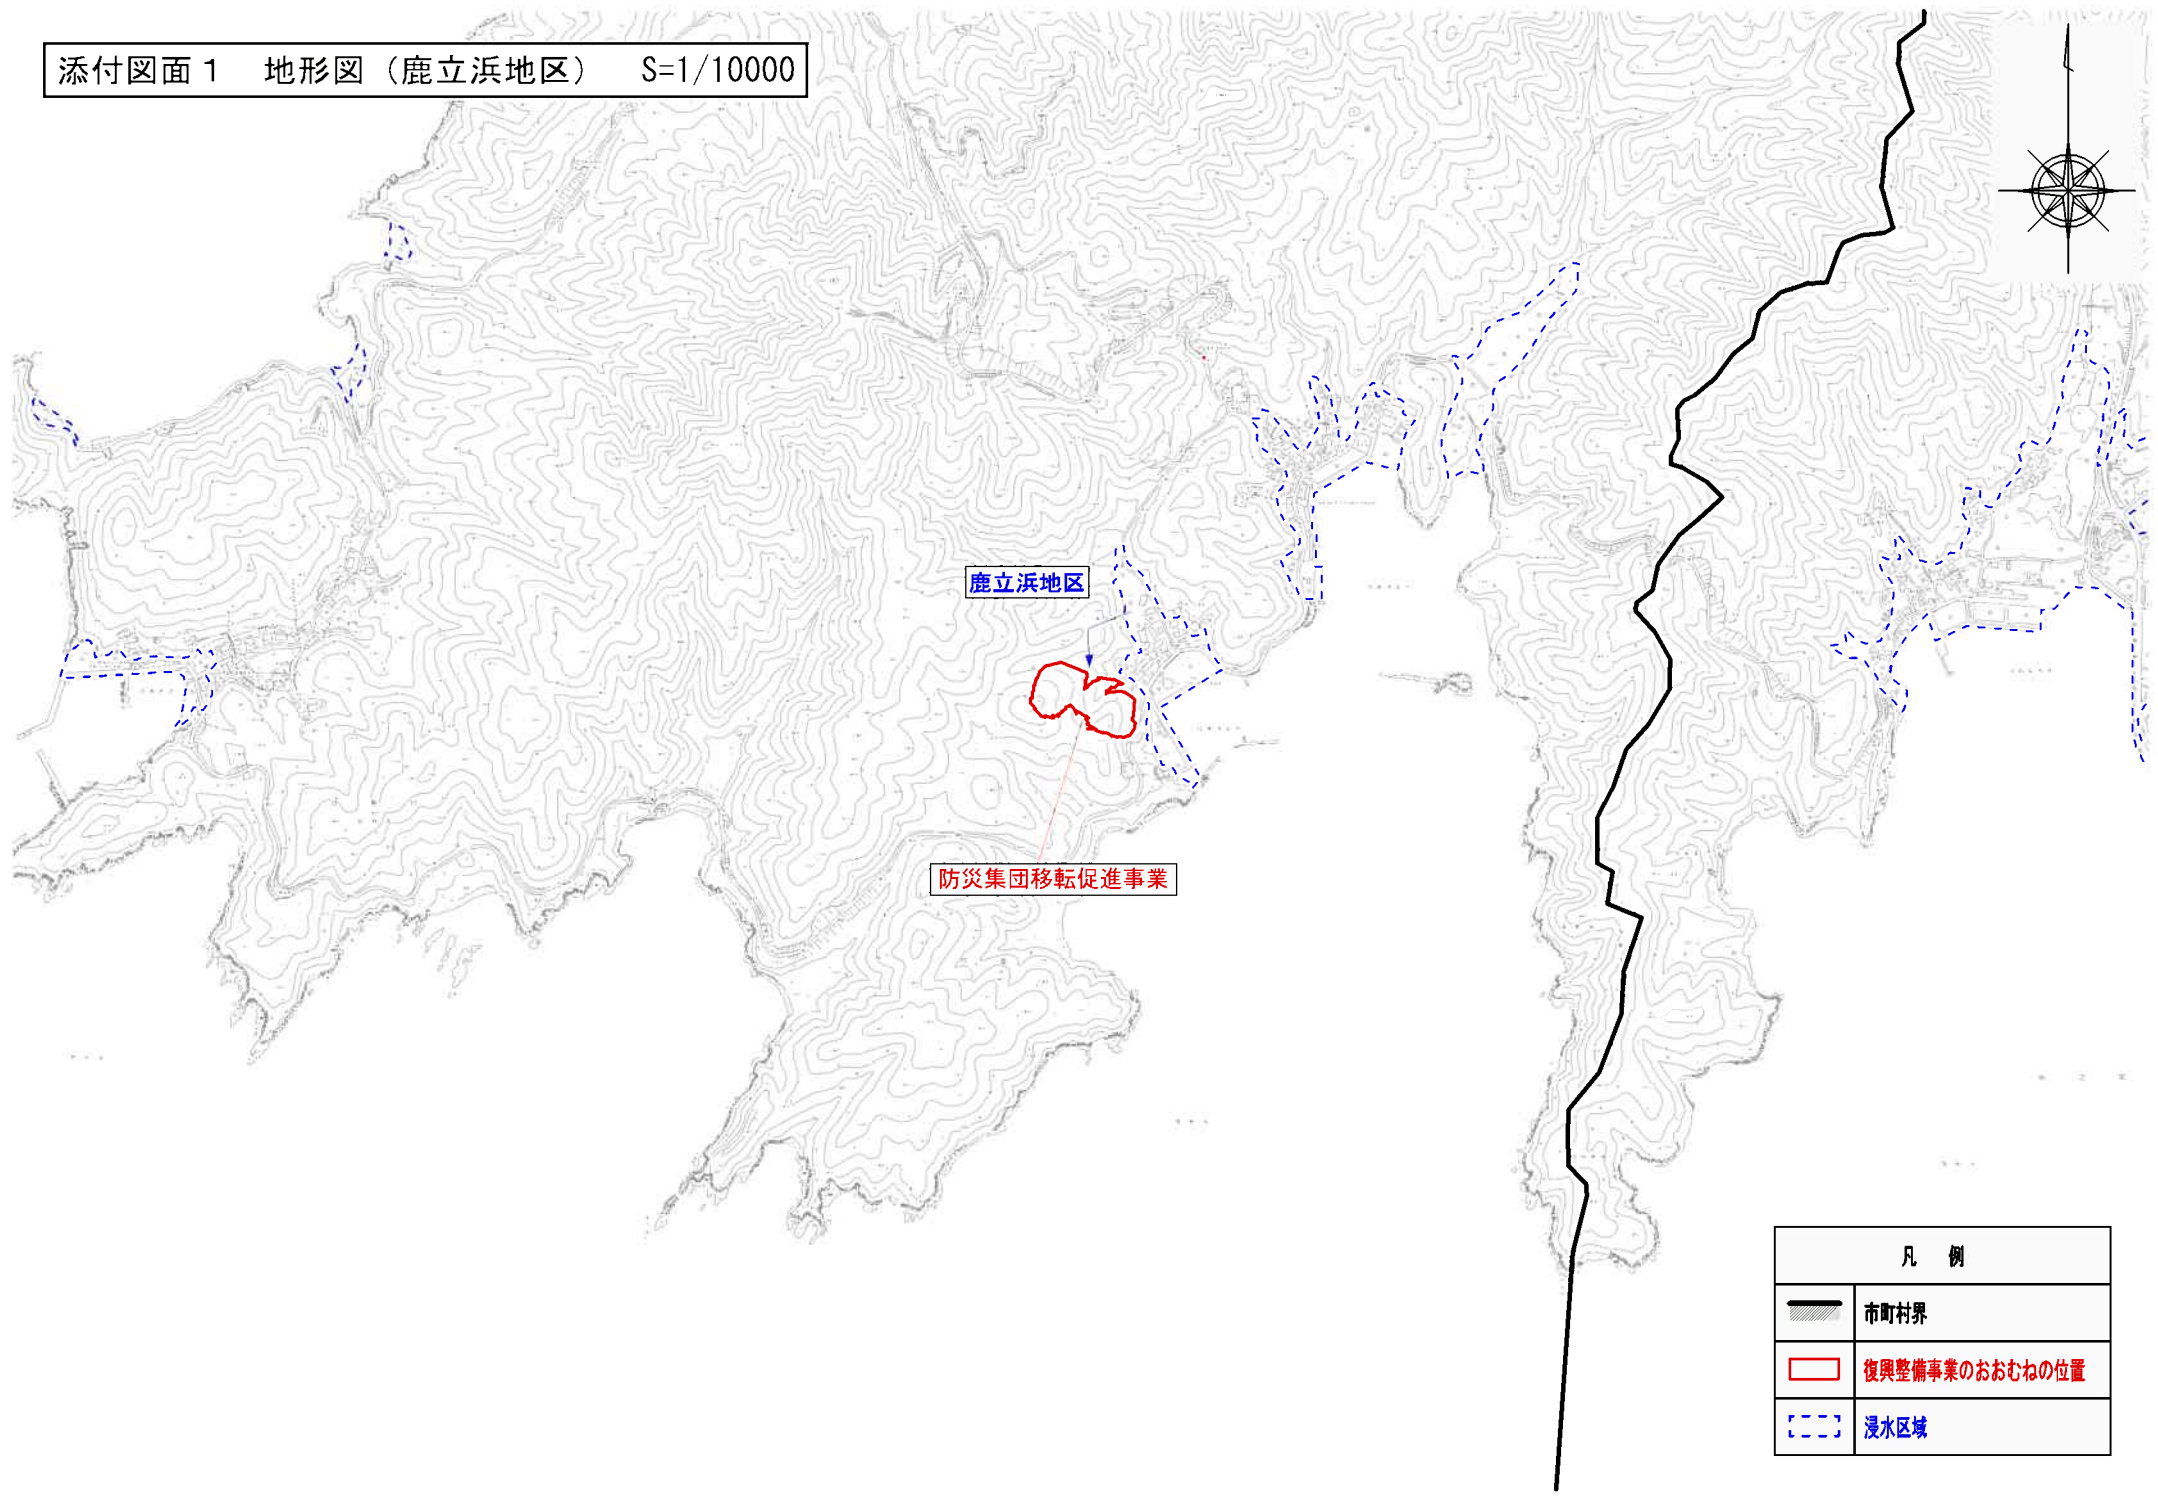 添付図面1　地形図（鹿立浜地区）　S=1/10000
鹿立浜地区
防災集団移転促進事業
凡　例
市町村界
復興整備事業のおおむねの位置
浸水区域